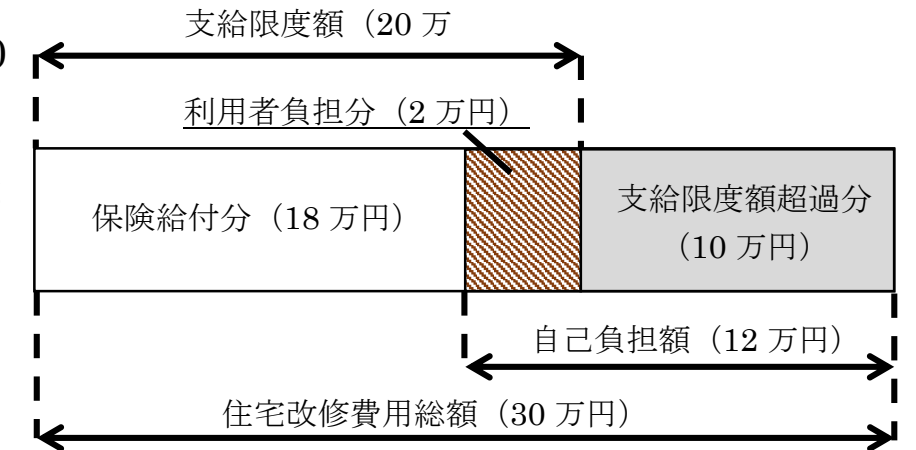 支給限度額（20 万
)
利用者負担分（2 万円）
保険給付分（18 万円）
支給限度額超過分
（10 万円）
自己負担額（12 万円）
住宅改修費用総額（30 万円）